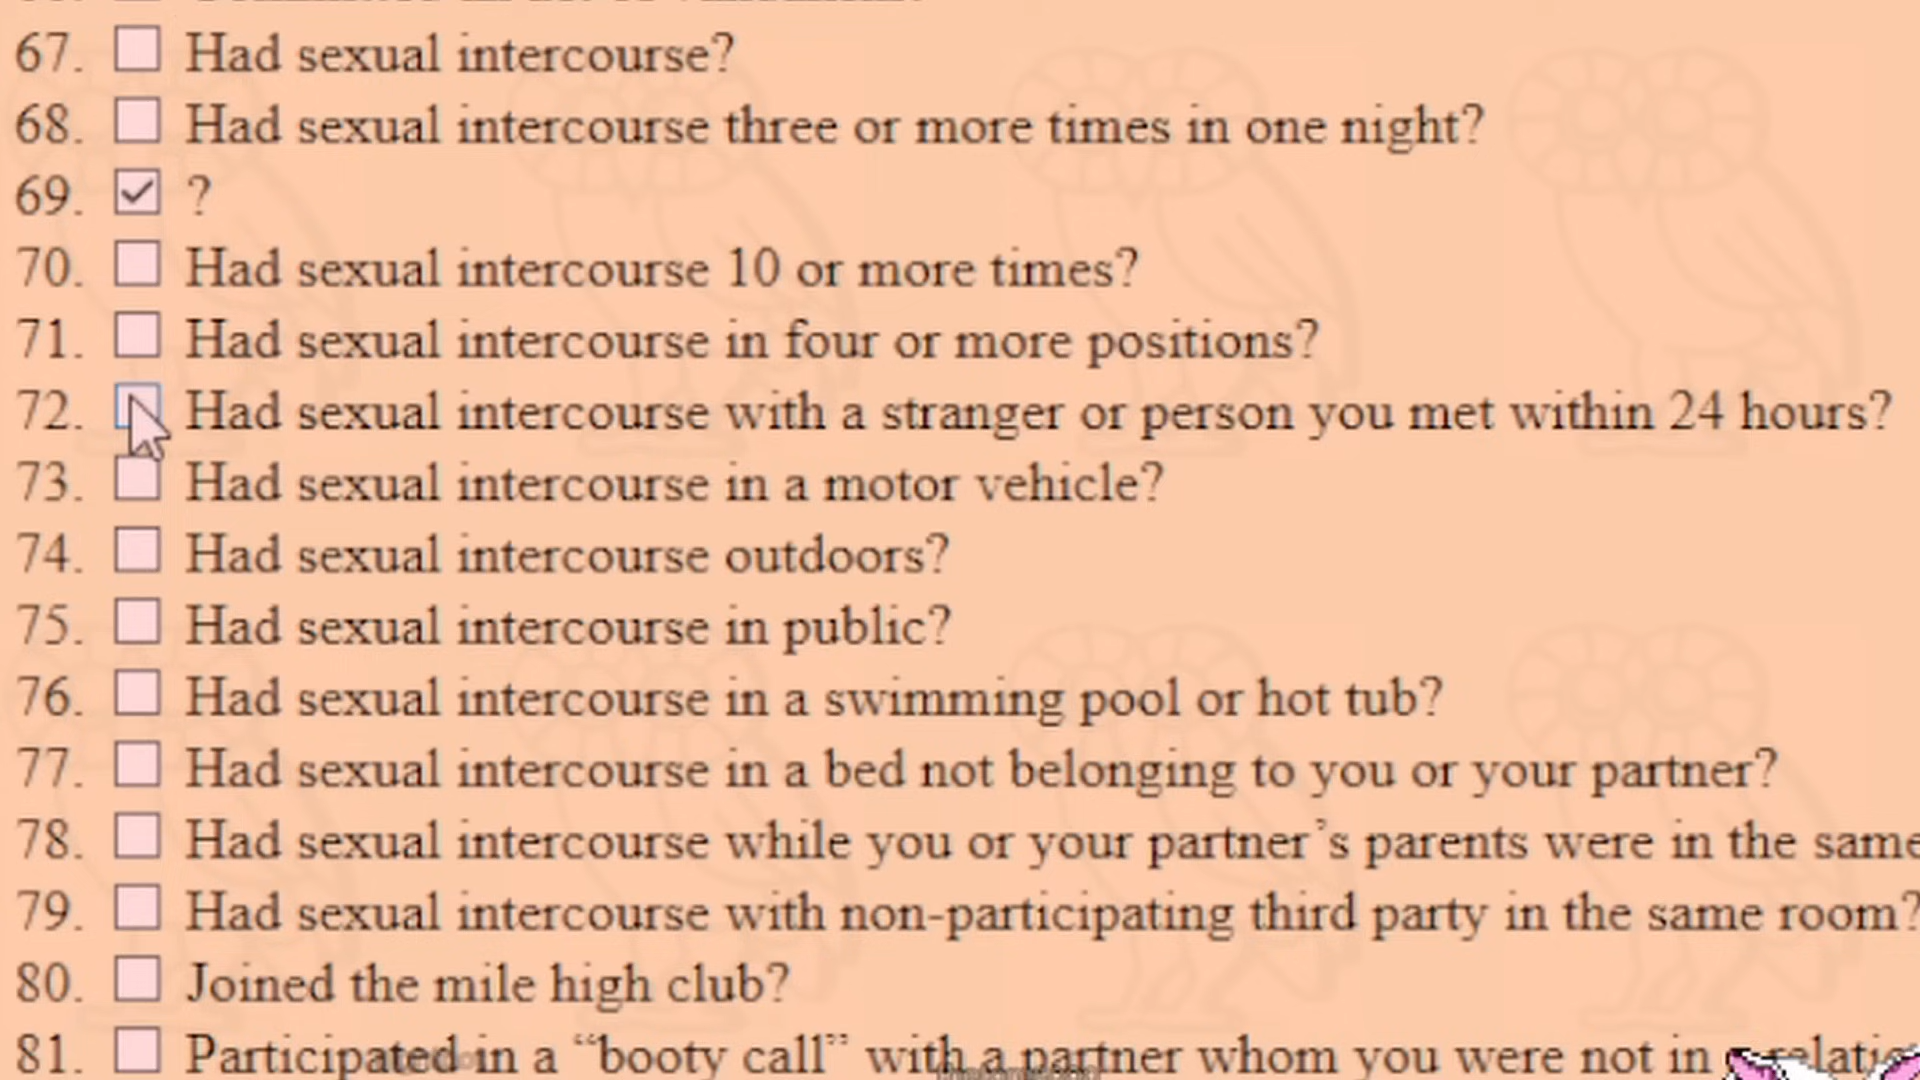 67. Had sexual intercourse?
68. Had sexual intercourse three or more times in one night?
69. ?
70. Had sexual intercourse 10 or more times?
71. Had sexual intercourse in four or more positions?
72. Had sexual intercourse with a stranger or person you met within 24 hours?
73. Had sexual intercourse in a motor vehicle?
74. Had sexual intercourse outdoors?
75. Had sexual intercourse in public?
76. Had sexual intercourse in a swimming pool or hot tub?
77. Had sexual intercourse in a bed not belonging to you or your partner?
78. Had sexual intercourse while you or your partner’s parents were in the same
79. Had sexual intercourse with non-participating third party in the same room?
80. Joined the mile high club?
81. Participated in a “booty call” with a partner whom you were not in